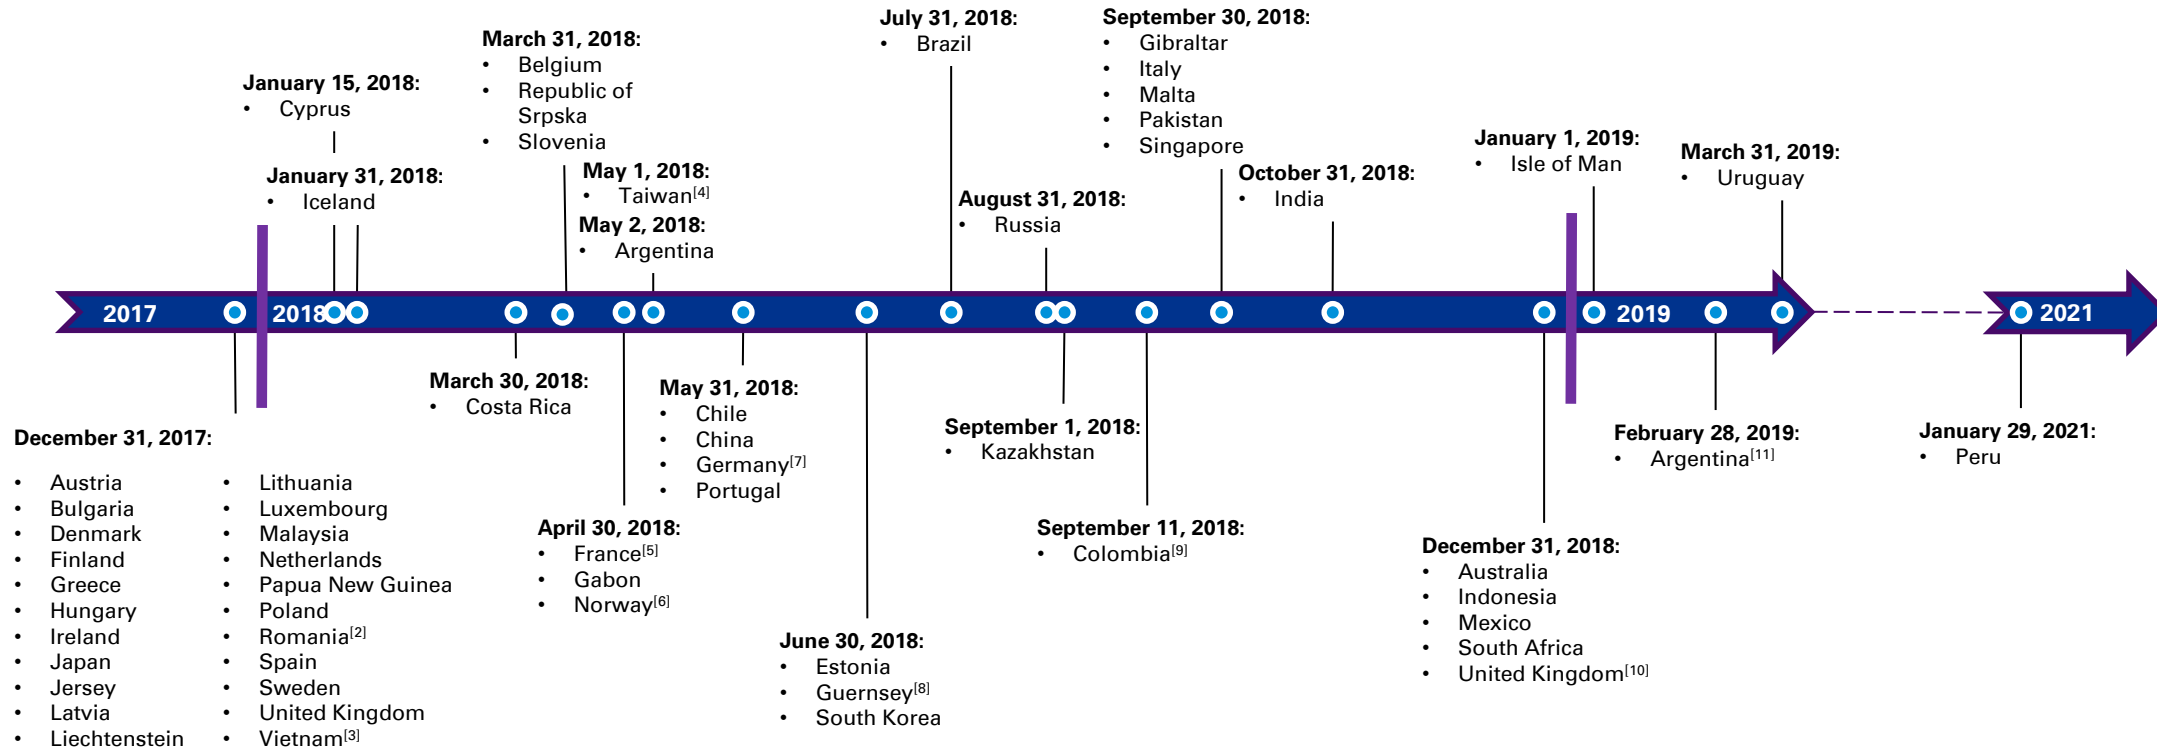 July 31, 2018:
• Brazil
September 30, 2018:
• Gibraltar
• Italy
• Malta
• Pakistan
• Singapore
March 31, 2018:
• Belgium
• Republic of
Srpska
• Slovenia
January 15, 2018:
• Cyprus
January 31, 2018:
• Iceland
May 1, 2018:
• Taiwan[4]
May 2, 2018:
• Argentina
August 31, 2018:
• Russia
October 31, 2018:
• India
January 1, 2019:
• Isle of Man
March 31, 2019:
• Uruguay
2017
2018
2019
2021
December 31, 2017:
• Austria
• Bulgaria
• Denmark
• Finland
• Greece
• Hungary
• Ireland
• Japan
• Jersey
• Latvia
• Liechtenstein
• Lithuania
• Luxembourg
• Malaysia
• Netherlands
• Papua New Guinea
• Poland
• Romania[2]
• Spain
• Sweden
• United Kingdom
• Vietnam[3]
March 30, 2018:
• Costa Rica
April 30, 2018:
• France[5]
• Gabon
• Norway[6]
May 31, 2018:
• Chile
• China
• Germany[7]
• Portugal
June 30, 2018:
• Estonia
• Guernsey[8]
• South Korea
September 1, 2018:
• Kazakhstan
September 11, 2018:
• Colombia[9]
December 31, 2018:
• Australia
• Indonesia
• Mexico
• South Africa
• United Kingdom[10]
February 28, 2019:
• Argentina[11]
January 29, 2021:
• Peru